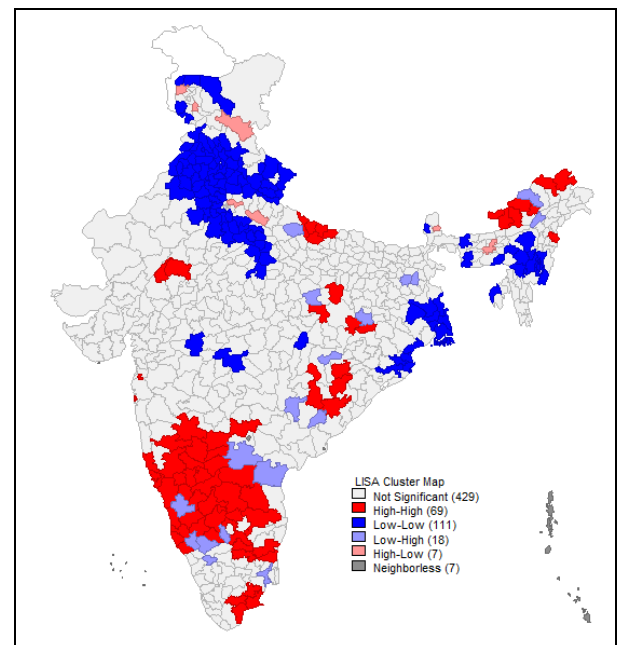 LISA Cluster Map
Not Significant (429)
High-High (69)
Low-Low (111)
Low-High (18)
High-Low (7)
Neighborless (7)